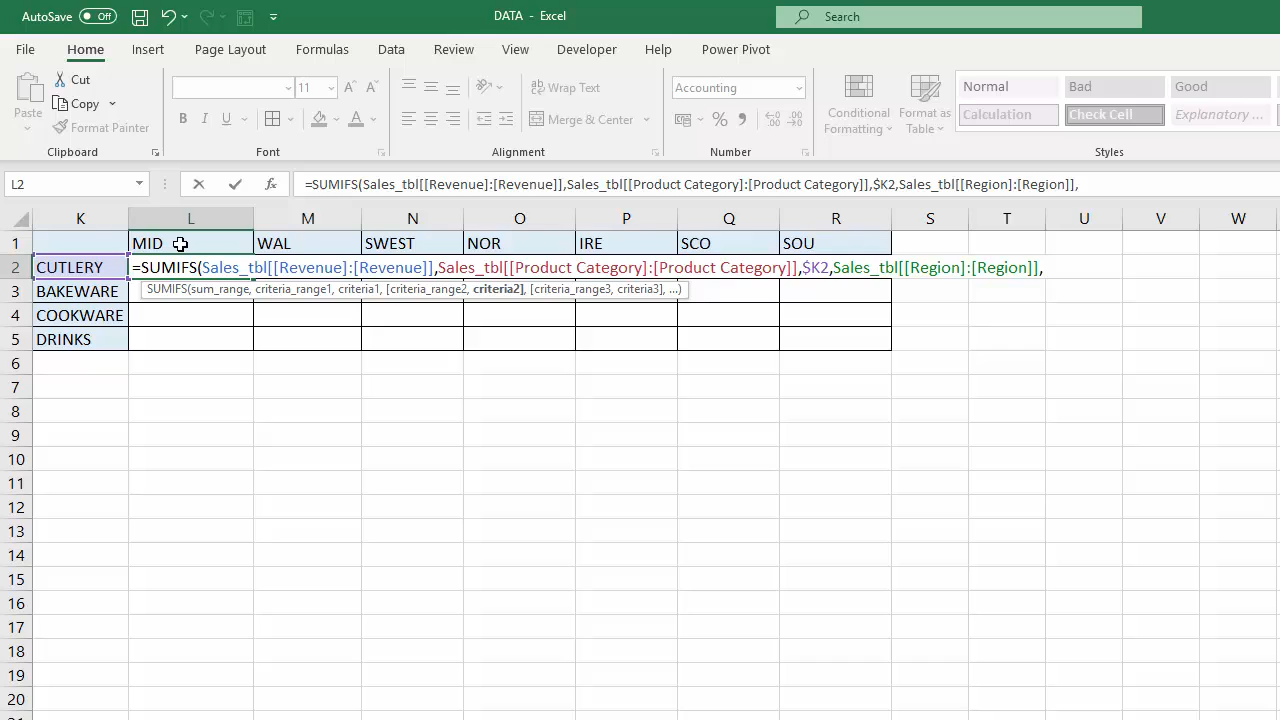 AutoSave Off DATA - Excel Search
File Home Insert Page Layout Formulas Data Review View Developer Help Power Pivot
Paste Cut Copy Format Painter
Clipboard
11 A A
B I U A
Font
Wrap Text
Merge & Center
Alignment
Accounting
% 9
Number
Conditional Formatting
Format as Table
Normal Bad Good
Calculation Check Cell Explanatory ...
Styles
L2 fx =SUMIFS(Sales_tbl[[Revenue]:[Revenue]],Sales_tbl[[Product Category]:[Product Category]],$K2,Sales_tbl[[Region]:[Region]],
K L M N O P Q R S T U V W
1 MID WAL SWEST NOR IRE SCO SOU
2 CUTLERY =SUMIFS(Sales_tbl[[Revenue]:[Revenue]],Sales_tbl[[Product Category]:[Product Category]],$K2,Sales_tbl[[Region]:[Region]],
SUMIFS(sum_range, criteria_range1, criteria1, [criteria_range2, criteria2], [criteria_range3, criteria3], ...)
3 BAKEWARE
4 COOKWARE
5 DRINKS
6
7
8
9
10
11
12
13
14
15
16
17
18
19
20